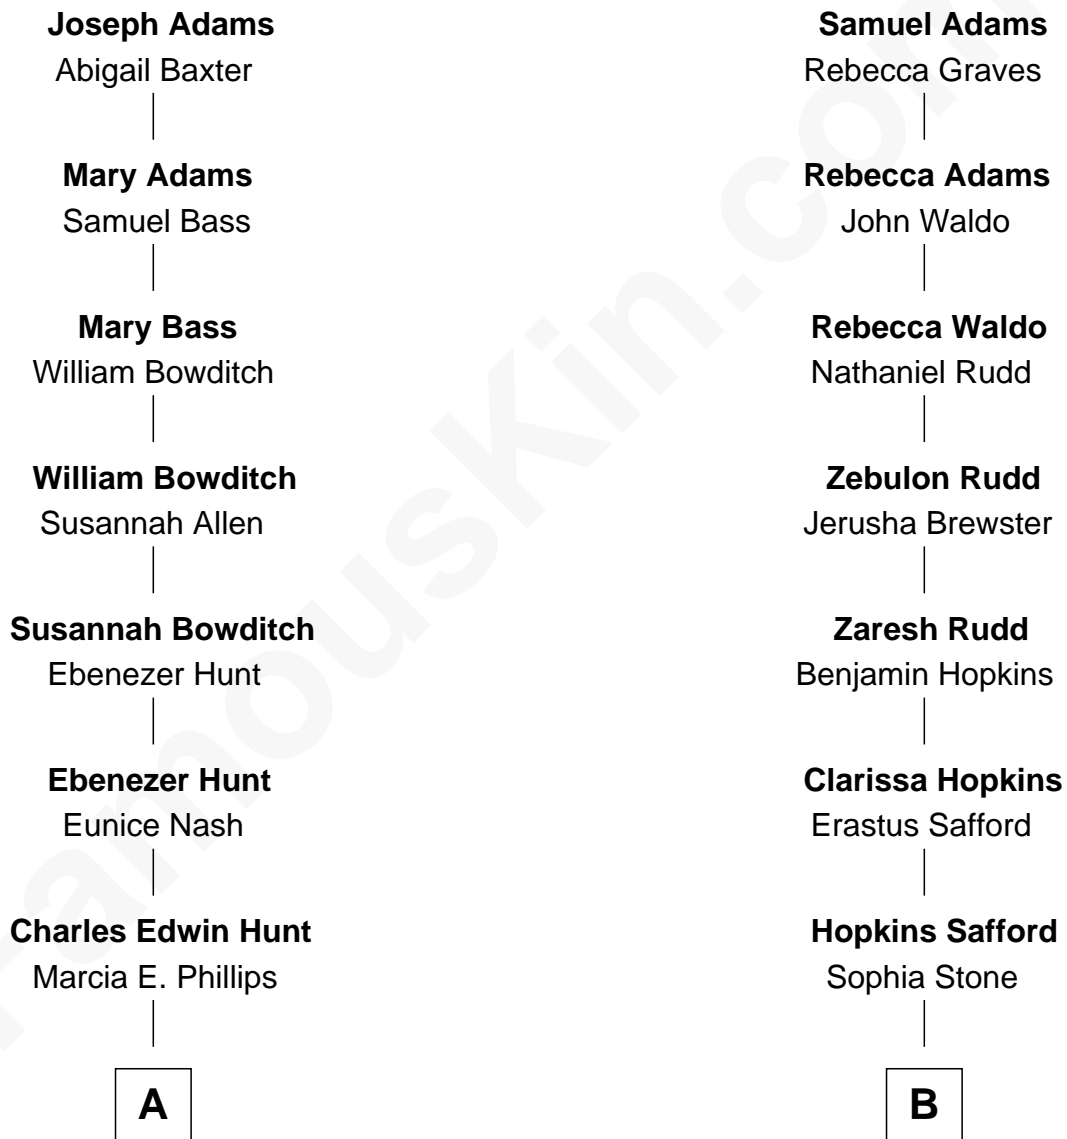 Joseph Adams
Abigail Baxter
Mary Adams
Samuel Bass
Mary Bass
William Bowditch
William Bowditch
Susannah Allen
Susannah Bowditch
Ebenezer Hunt
Ebenezer Hunt
Eunice Nash
Charles Edwin Hunt
Marcia E. Phillips
A
Samuel Adams
Rebecca Graves
Rebecca Adams
John Waldo
Rebecca Waldo
Nathaniel Rudd
Zebulon Rudd
Jerusha Brewster
Zaresh Rudd
Benjamin Hopkins
Clarissa Hopkins
Erastus Safford
Hopkins Safford
Sophia Stone
B
FamousKin.com